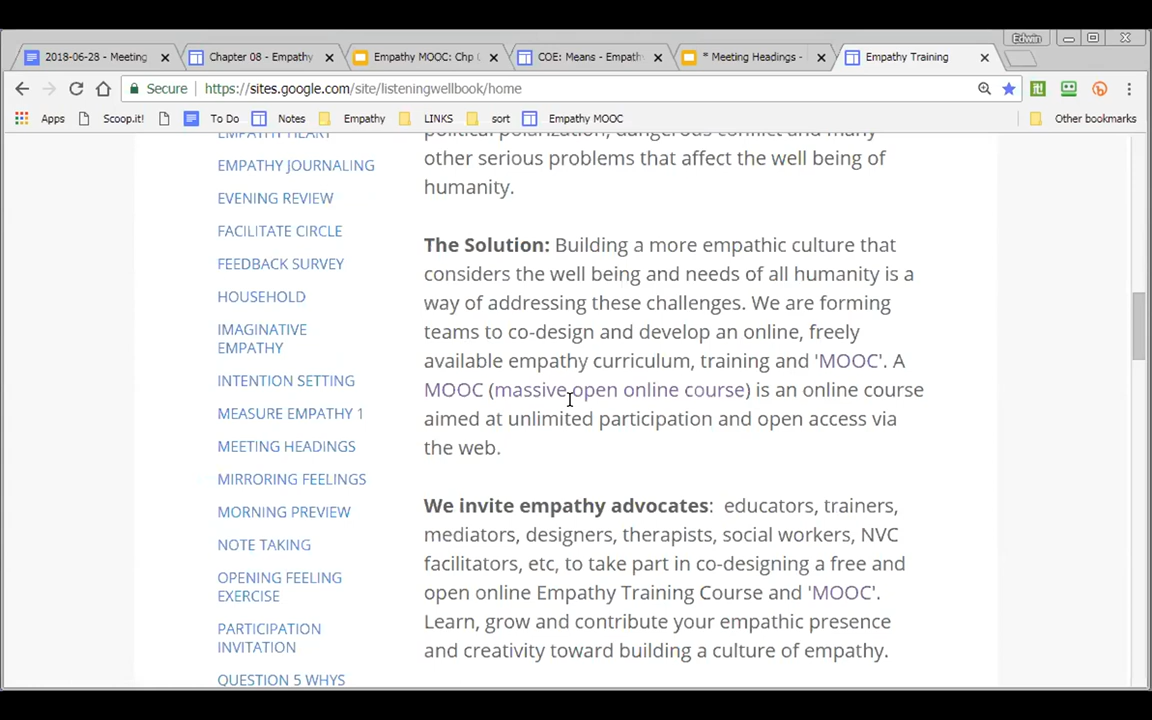 Edwin
2018-06-28 - Meeting
Chapter 08 - Empathy
Empathy MOOC: Chp
COE: Means - Empath
* Meeting Headings -
Empathy Training
Secure
https://sites.google.com/site/listeningwellbook/home
Apps
Scoop.it!
To Do
Notes
Empathy
LINKS
sort
Empathy MOOC
Other bookmarks
EMPATHY HEART
EMPATHY JOURNALING
EVENING REVIEW
FACILITATE CIRCLE
FEEDBACK SURVEY
HOUSEHOLD
IMAGINATIVE
EMPATHY
INTENTION SETTING
MEASURE EMPATHY 1
MEETING HEADINGS
MIRRORING FEELINGS
MORNING PREVIEW
NOTE TAKING
OPENING FEELING
EXERCISE
PARTICIPATION
INVITATION
QUESTION 5 WHYS
political polarization, dangerous conflict and many
other serious problems that affect the well being of
humanity.
The Solution: Building a more empathic culture that
considers the well being and needs of all humanity is a
way of addressing these challenges. We are forming
teams to co-design and develop an online, freely
available empathy curriculum, training and 'MOOC'. A
MOOC (massive open online course) is an online course
aimed at unlimited participation and open access via
the web.
We invite empathy advocates:  educators, trainers,
mediators, designers, therapists, social workers, NVC
facilitators, etc, to take part in co-designing a free and
open online Empathy Training Course and 'MOOC'.
Learn, grow and contribute your empathic presence
and creativity toward building a culture of empathy.